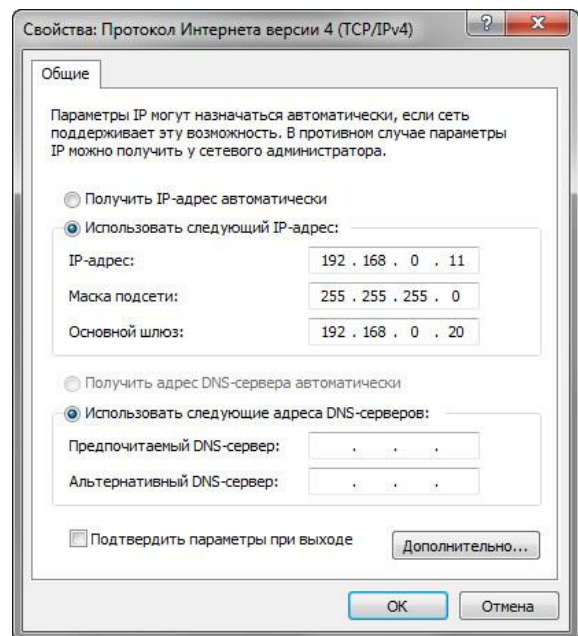 Свойства: Протокол Интернета версии 4 (TCP/IPv4)
?
Общие
Параметры IP могут назначаться автоматически, если сеть
поддерживает эту возможность. В противном случае параметры
IP можно получить у сетевого администратора.
Получить IP-адрес автоматически
Использовать следующий IP-адрес:
IP-адрес: 192 . 168 . 0 . 11
Маска подсети: 255 . 255 . 255 . 0
Основной шлюз: 192 . 168 . 0 . 20
Получить адрес DNS-сервера автоматически
Использовать следующие адреса DNS-серверов:
Предпочитаемый DNS-сервер: . . .
Альтернативный DNS-сервер: . . .
Подтвердить параметры при выходе
Дополнительно...
ОК Отмена